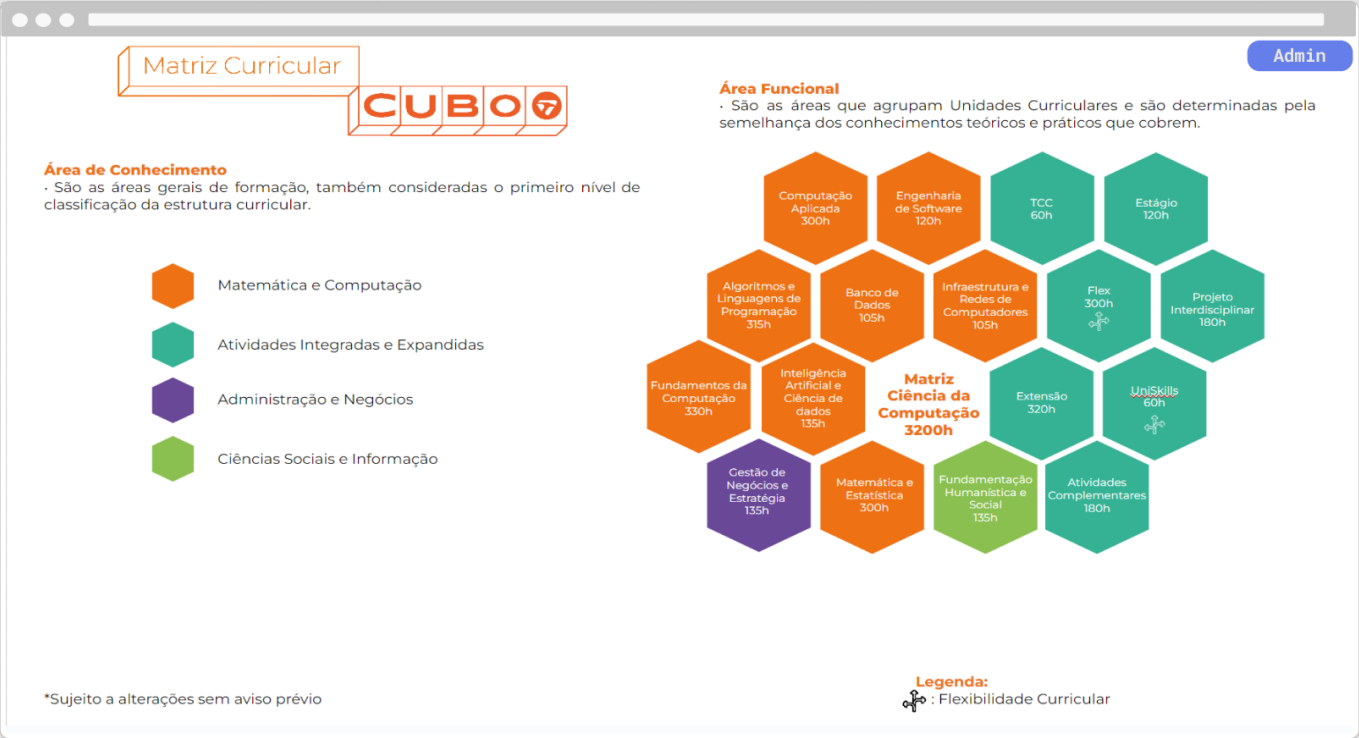 Admin
Matriz Curricular
CUBO
Área de Conhecimento
· São as áreas gerais de formação, também consideradas o primeiro nível de
classificação da estrutura curricular.
Matemática e Computação
Atividades Integradas e Expandidas
Administração e Negócios
Ciências Sociais e Informação
*Sujeito a alterações sem aviso prévio
Área Funcional
· São as áreas que agrupam Unidades Curriculares e são determinadas pela
semelhança dos conhecimentos teóricos e práticos que cobrem.
Computação
Aplicada
300h
Engenharia
de Software
120h
TCC
60h
Estágio
120h
Algoritmos e
Linguagens de
Programação
315h
Banco de
Dados
105h
Infraestrutura e
Redes de
Computadores
105h
Flex
300h
Projeto
Interdisciplinar
180h
Fundamentos da
Computação
330h
Inteligência
Artificial e
Ciência de
dados
135h
Matriz
Ciência da
Computação
3200h
Extensão
320h
UniSkills
60h
Gestão de
Negócios e
Estratégia
135h
Matemática e
Estatística
300h
Fundamentação
Humanística e
Social
135h
Atividades
Complementares
180h
Legenda:
: Flexibilidade Curricular